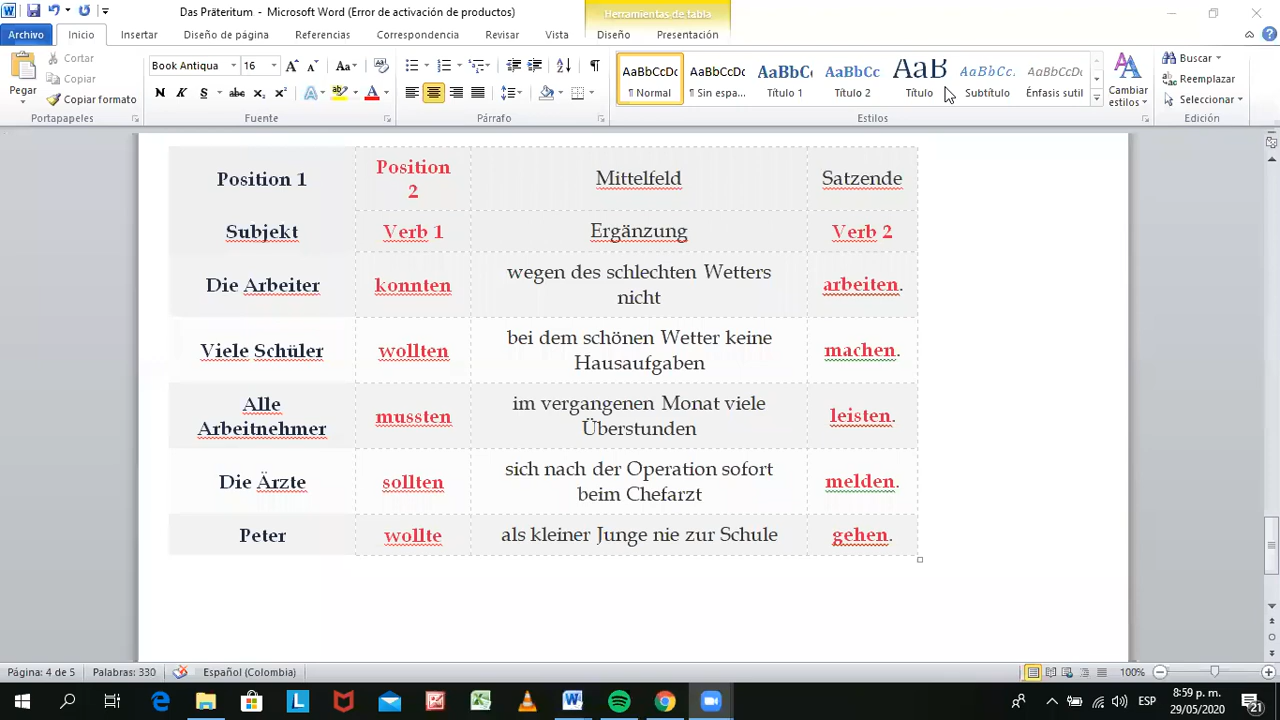 Das Präteritum - Microsoft Word (Error de activación de productos)
Herramientas de tabla
Archivo Inicio Insertar Diseño de página Referencias Correspondencia Revisar Vista Diseño Presentación
Pegar
Cortar
Copiar
Copiar formato
Portapapeles
Book Antiqua 16
Fuente
Párrafo
AaBbCcDc AaBbCcDc AaBbC AaBbCc AaB AaBbCc. AaBbCcDc
¶ Normal ¶ Sin espa... Título 1 Título 2 Título Subtítulo Énfasis sutil
Cambiar estilos
Estilos
Buscar
Reemplazar
Seleccionar
Edición
Position 1 Position 2 Mittelfeld Satzende
Subjekt Verb 1 Ergänzung Verb 2
Die Arbeiter konnten wegen des schlechten Wetters nicht arbeiten.
Viele Schüler wollten bei dem schönen Wetter keine Hausaufgaben machen.
Alle Arbeitnehmer mussten im vergangenen Monat viele Überstunden leisten.
Die Ärzte sollten sich nach der Operation sofort beim Chefarzt melden.
Peter wollte als kleiner Junge nie zur Schule gehen.
Página: 4 de 5 Palabras: 330 Español (Colombia) 100%
ESP
8:59 p. m.
29/05/2020
21